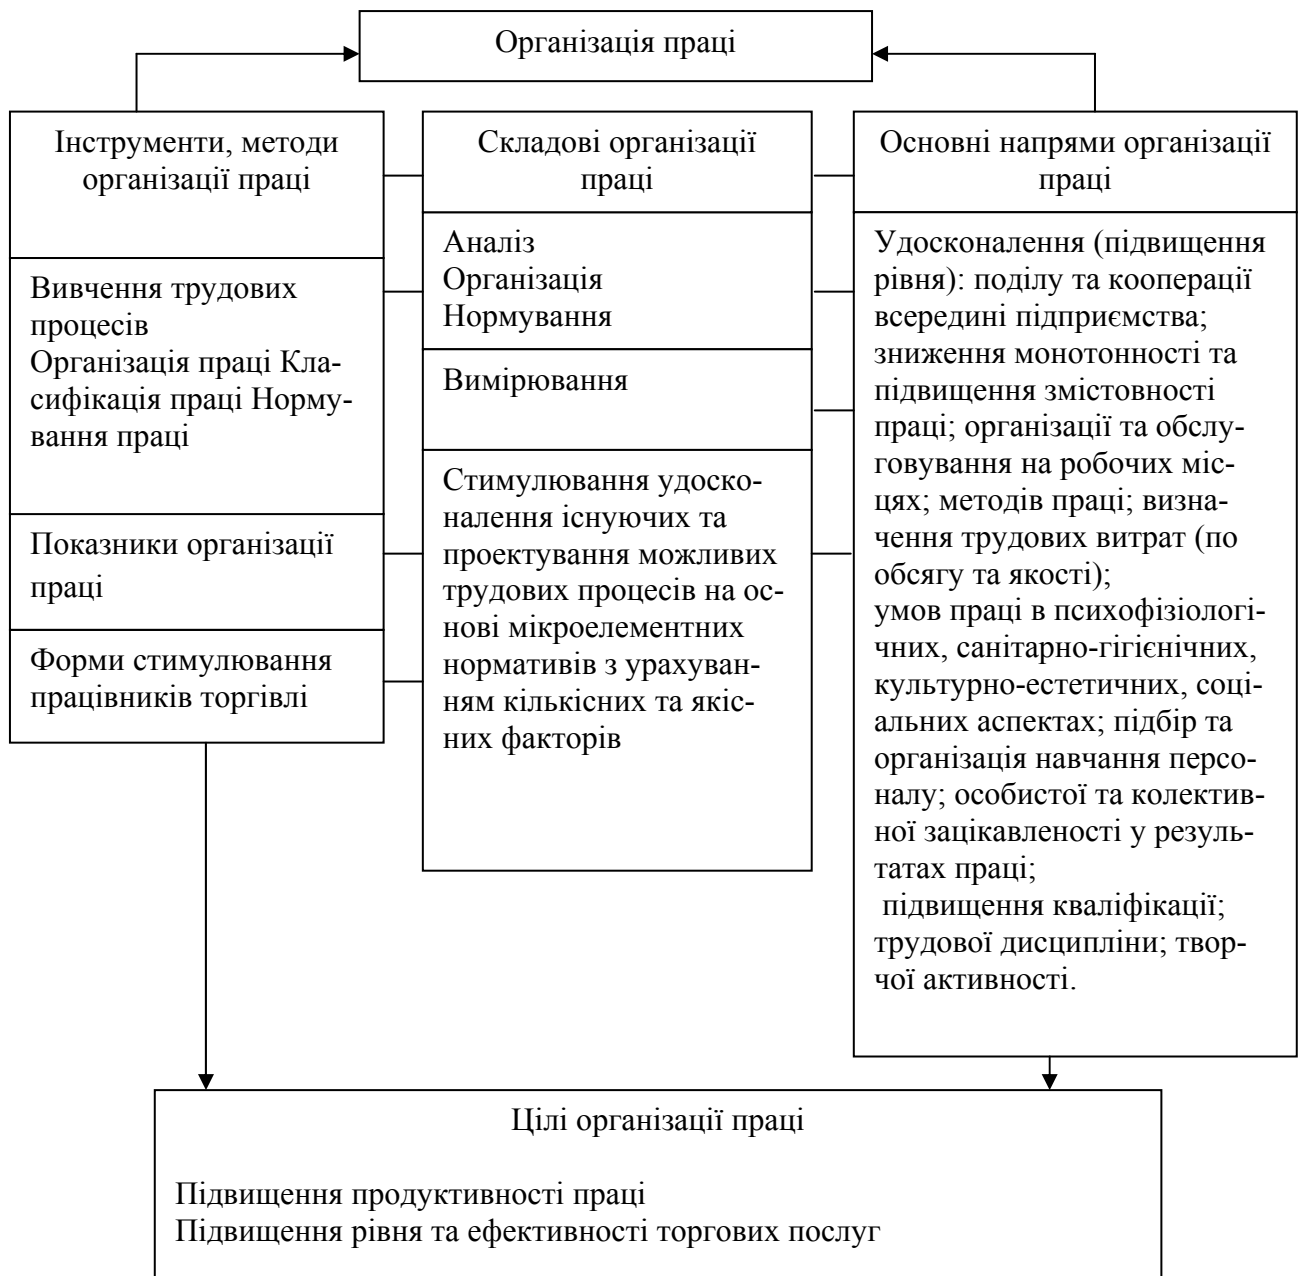 Організація праці
Інструменти, методи
організації праці
Вивчення трудових
процесів
Організація праці Кла-
сифікація праці Норму-
вання праці
Показники організації
праці
Форми стимулювання
працівників торгівлі
Складові організації
праці
Аналіз
Організація
Нормування
Вимірювання
Стимулювання удоско-
налення існуючих та
проектування можливих
трудових процесів на ос-
нові мікроелементних
нормативів з урахуван-
ням кількісних та якіс-
них факторів
Основні напрями організації
праці
Удосконалення (підвищення
рівня): поділу та кооперації
всередині підприємства;
зниження монотонності та
підвищення змістовності
праці; організації та обслу-
говування на робочих міс-
цях; методів праці; визна-
чення трудових витрат (по
обсягу та якості);
умов праці в психофізіологі-
чних, санітарно-гігієнічних,
культурно-естетичних, соці-
альних аспектах; підбір та
організація навчання персо-
налу; особистої та колектив-
ної зацікавленості у резуль-
татах праці;
підвищення кваліфікації;
трудової дисципліни; твор-
чої активності.
Цілі організації праці
Підвищення продуктивності праці
Підвищення рівня та ефективності торгових послуг